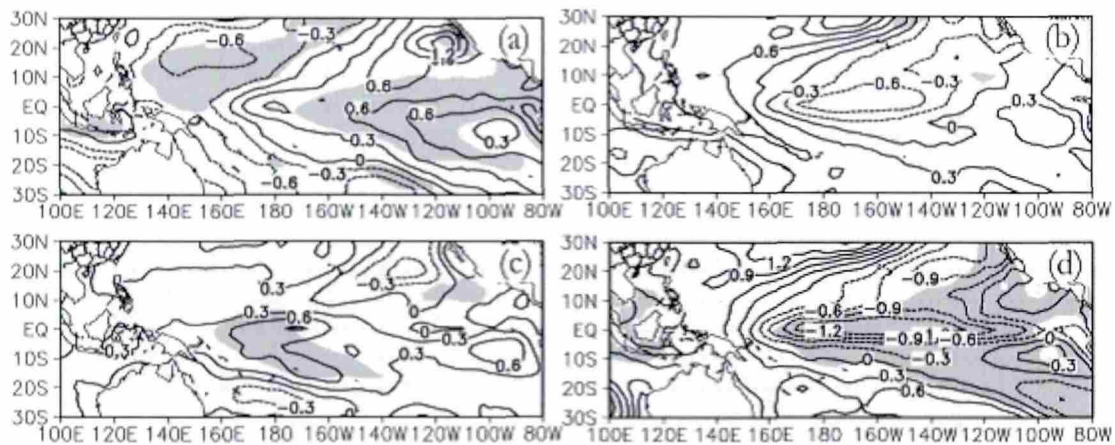 30N 20N 10N EQ 10S 20S 30S
(a)
-0.6 -0.3 1.2 0.6 0.6 0.6 0.3 0.3 0 -0.3 -0.6
100E 120E 140E 160E 180 160W 140W 120W 100W 80W
30N 20N 10N EQ 10S 20S 30S
(b)
0.6 0.3 -0.6 -0.3 0.3 0 0.3
100E 120E 140E 160E 180 160W 140W 120W 100W 80W
30N 20N 10N EQ 10S 20S 30S
(c)
-0.3 0.3 0.3 0.6 0 0 0.3 0.3 0.6 -0.3
100E 120E 140E 160E 180 160W 140W 120W 100W 80W
30N 20N 10N EQ 10S 20S 30S
(d)
1.2 0.9 -0.9 -0.6 -0.9 -1.2 -0.9 -0.6 0 0 -0.3 0.3 0.3 0.6
100E 120E 140E 160E 180 160W 140W 120W 100W 80W